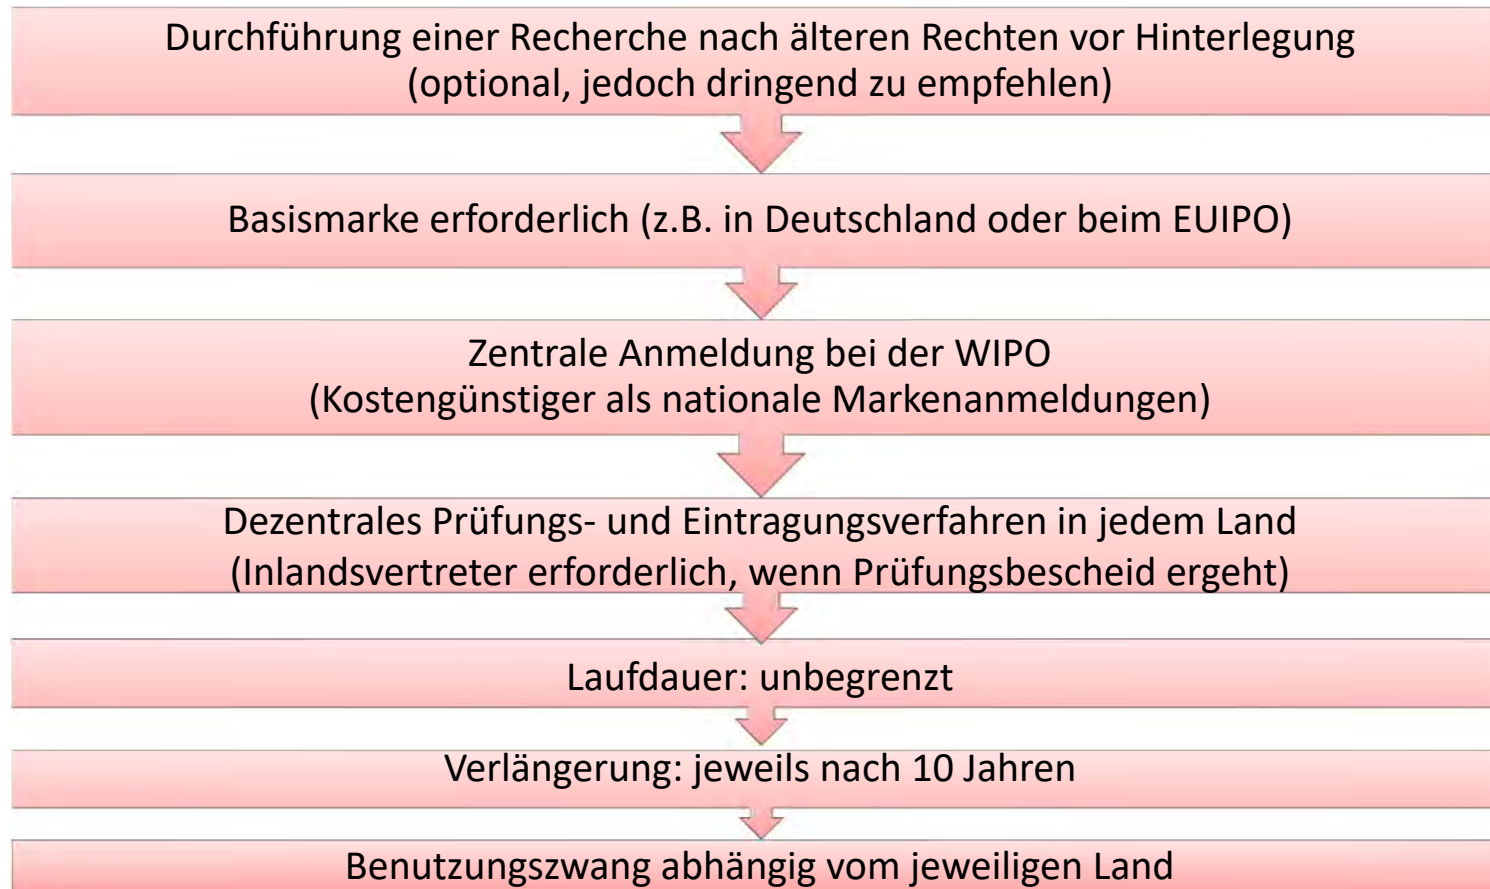 Durchführung einer Recherche nach älteren Rechten vor Hinterlegung
(optional, jedoch dringend zu empfehlen)
Basismarke erforderlich (z.B. in Deutschland oder beim EUIPO)
Zentrale Anmeldung bei der WIPO
(Kostengünstiger als nationale Markenanmeldungen)
Dezentrales Prüfungs- und Eintragungsverfahren in jedem Land
(Inlandsvertreter erforderlich, wenn Prüfungsbescheid ergeht)
Laufdauer: unbegrenzt
Verlängerung: jeweils nach 10 Jahren
Benutzungszwang abhängig vom jeweiligen Land